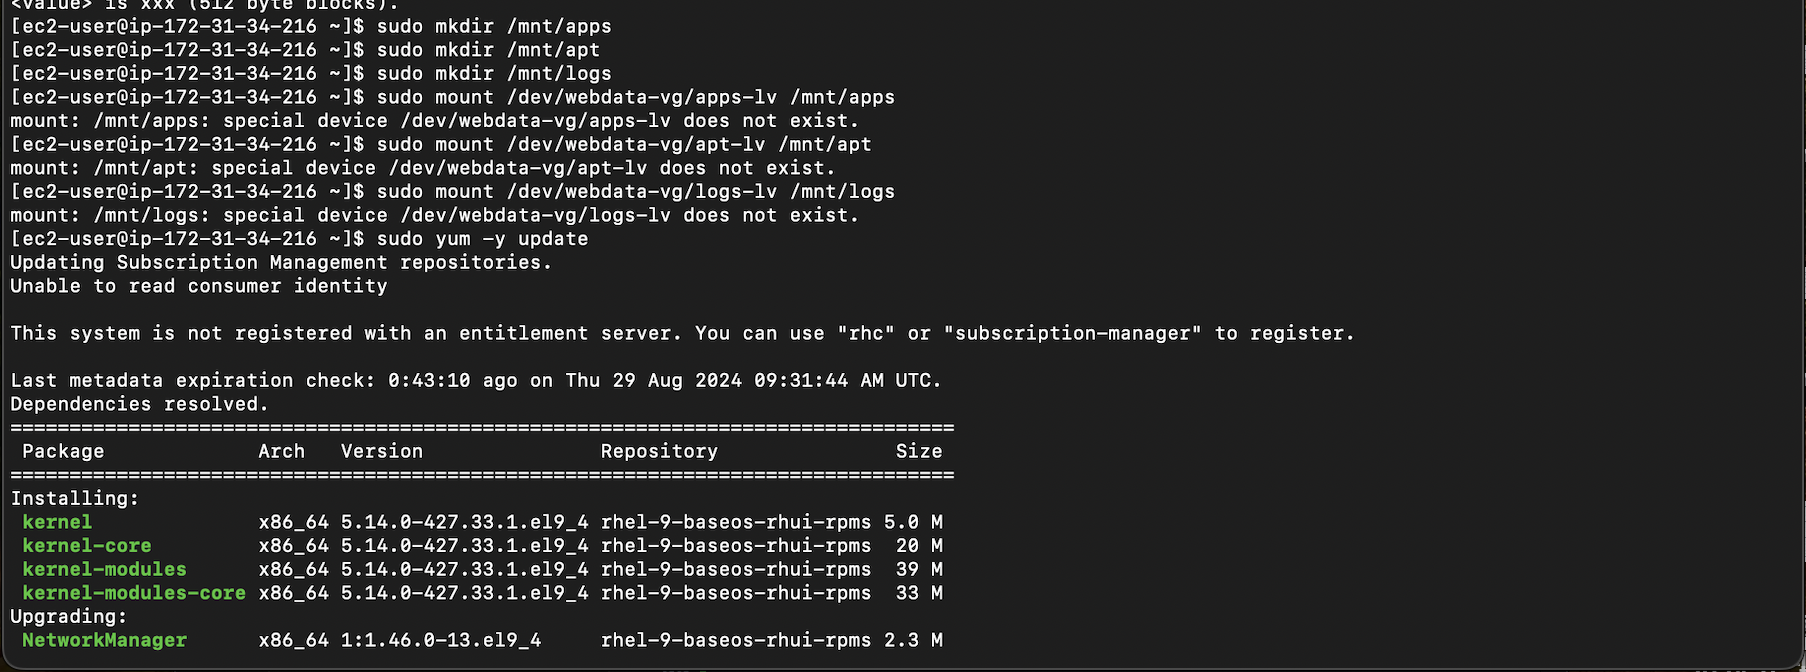 <value> is xxx (512 byte blocks).
[ec2-user@ip-172-31-34-216 ~]$ sudo mkdir /mnt/apps
[ec2-user@ip-172-31-34-216 ~]$ sudo mkdir /mnt/apt
[ec2-user@ip-172-31-34-216 ~]$ sudo mkdir /mnt/logs
[ec2-user@ip-172-31-34-216 ~]$ sudo mount /dev/webdata-vg/apps-lv /mnt/apps
mount: /mnt/apps: special device /dev/webdata-vg/apps-lv does not exist.
[ec2-user@ip-172-31-34-216 ~]$ sudo mount /dev/webdata-vg/apt-lv /mnt/apt
mount: /mnt/apt: special device /dev/webdata-vg/apt-lv does not exist.
[ec2-user@ip-172-31-34-216 ~]$ sudo mount /dev/webdata-vg/logs-lv /mnt/logs
mount: /mnt/logs: special device /dev/webdata-vg/logs-lv does not exist.
[ec2-user@ip-172-31-34-216 ~]$ sudo yum -y update
Updating Subscription Management repositories.
Unable to read consumer identity
This system is not registered with an entitlement server. You can use "rhc" or "subscription-manager" to register.
Last metadata expiration check: 0:43:10 ago on Thu 29 Aug 2024 09:31:44 AM UTC.
Dependencies resolved.
================================================================================
Package Arch Version Repository Size
================================================================================
Installing:
kernel x86_64 5.14.0-427.33.1.el9_4 rhel-9-baseos-rhui-rpms 5.0 M
kernel-core x86_64 5.14.0-427.33.1.el9_4 rhel-9-baseos-rhui-rpms 20 M
kernel-modules x86_64 5.14.0-427.33.1.el9_4 rhel-9-baseos-rhui-rpms 39 M
kernel-modules-core x86_64 5.14.0-427.33.1.el9_4 rhel-9-baseos-rhui-rpms 33 M
Upgrading:
NetworkManager x86_64 1:1.46.0-13.el9_4 rhel-9-baseos-rhui-rpms 2.3 M